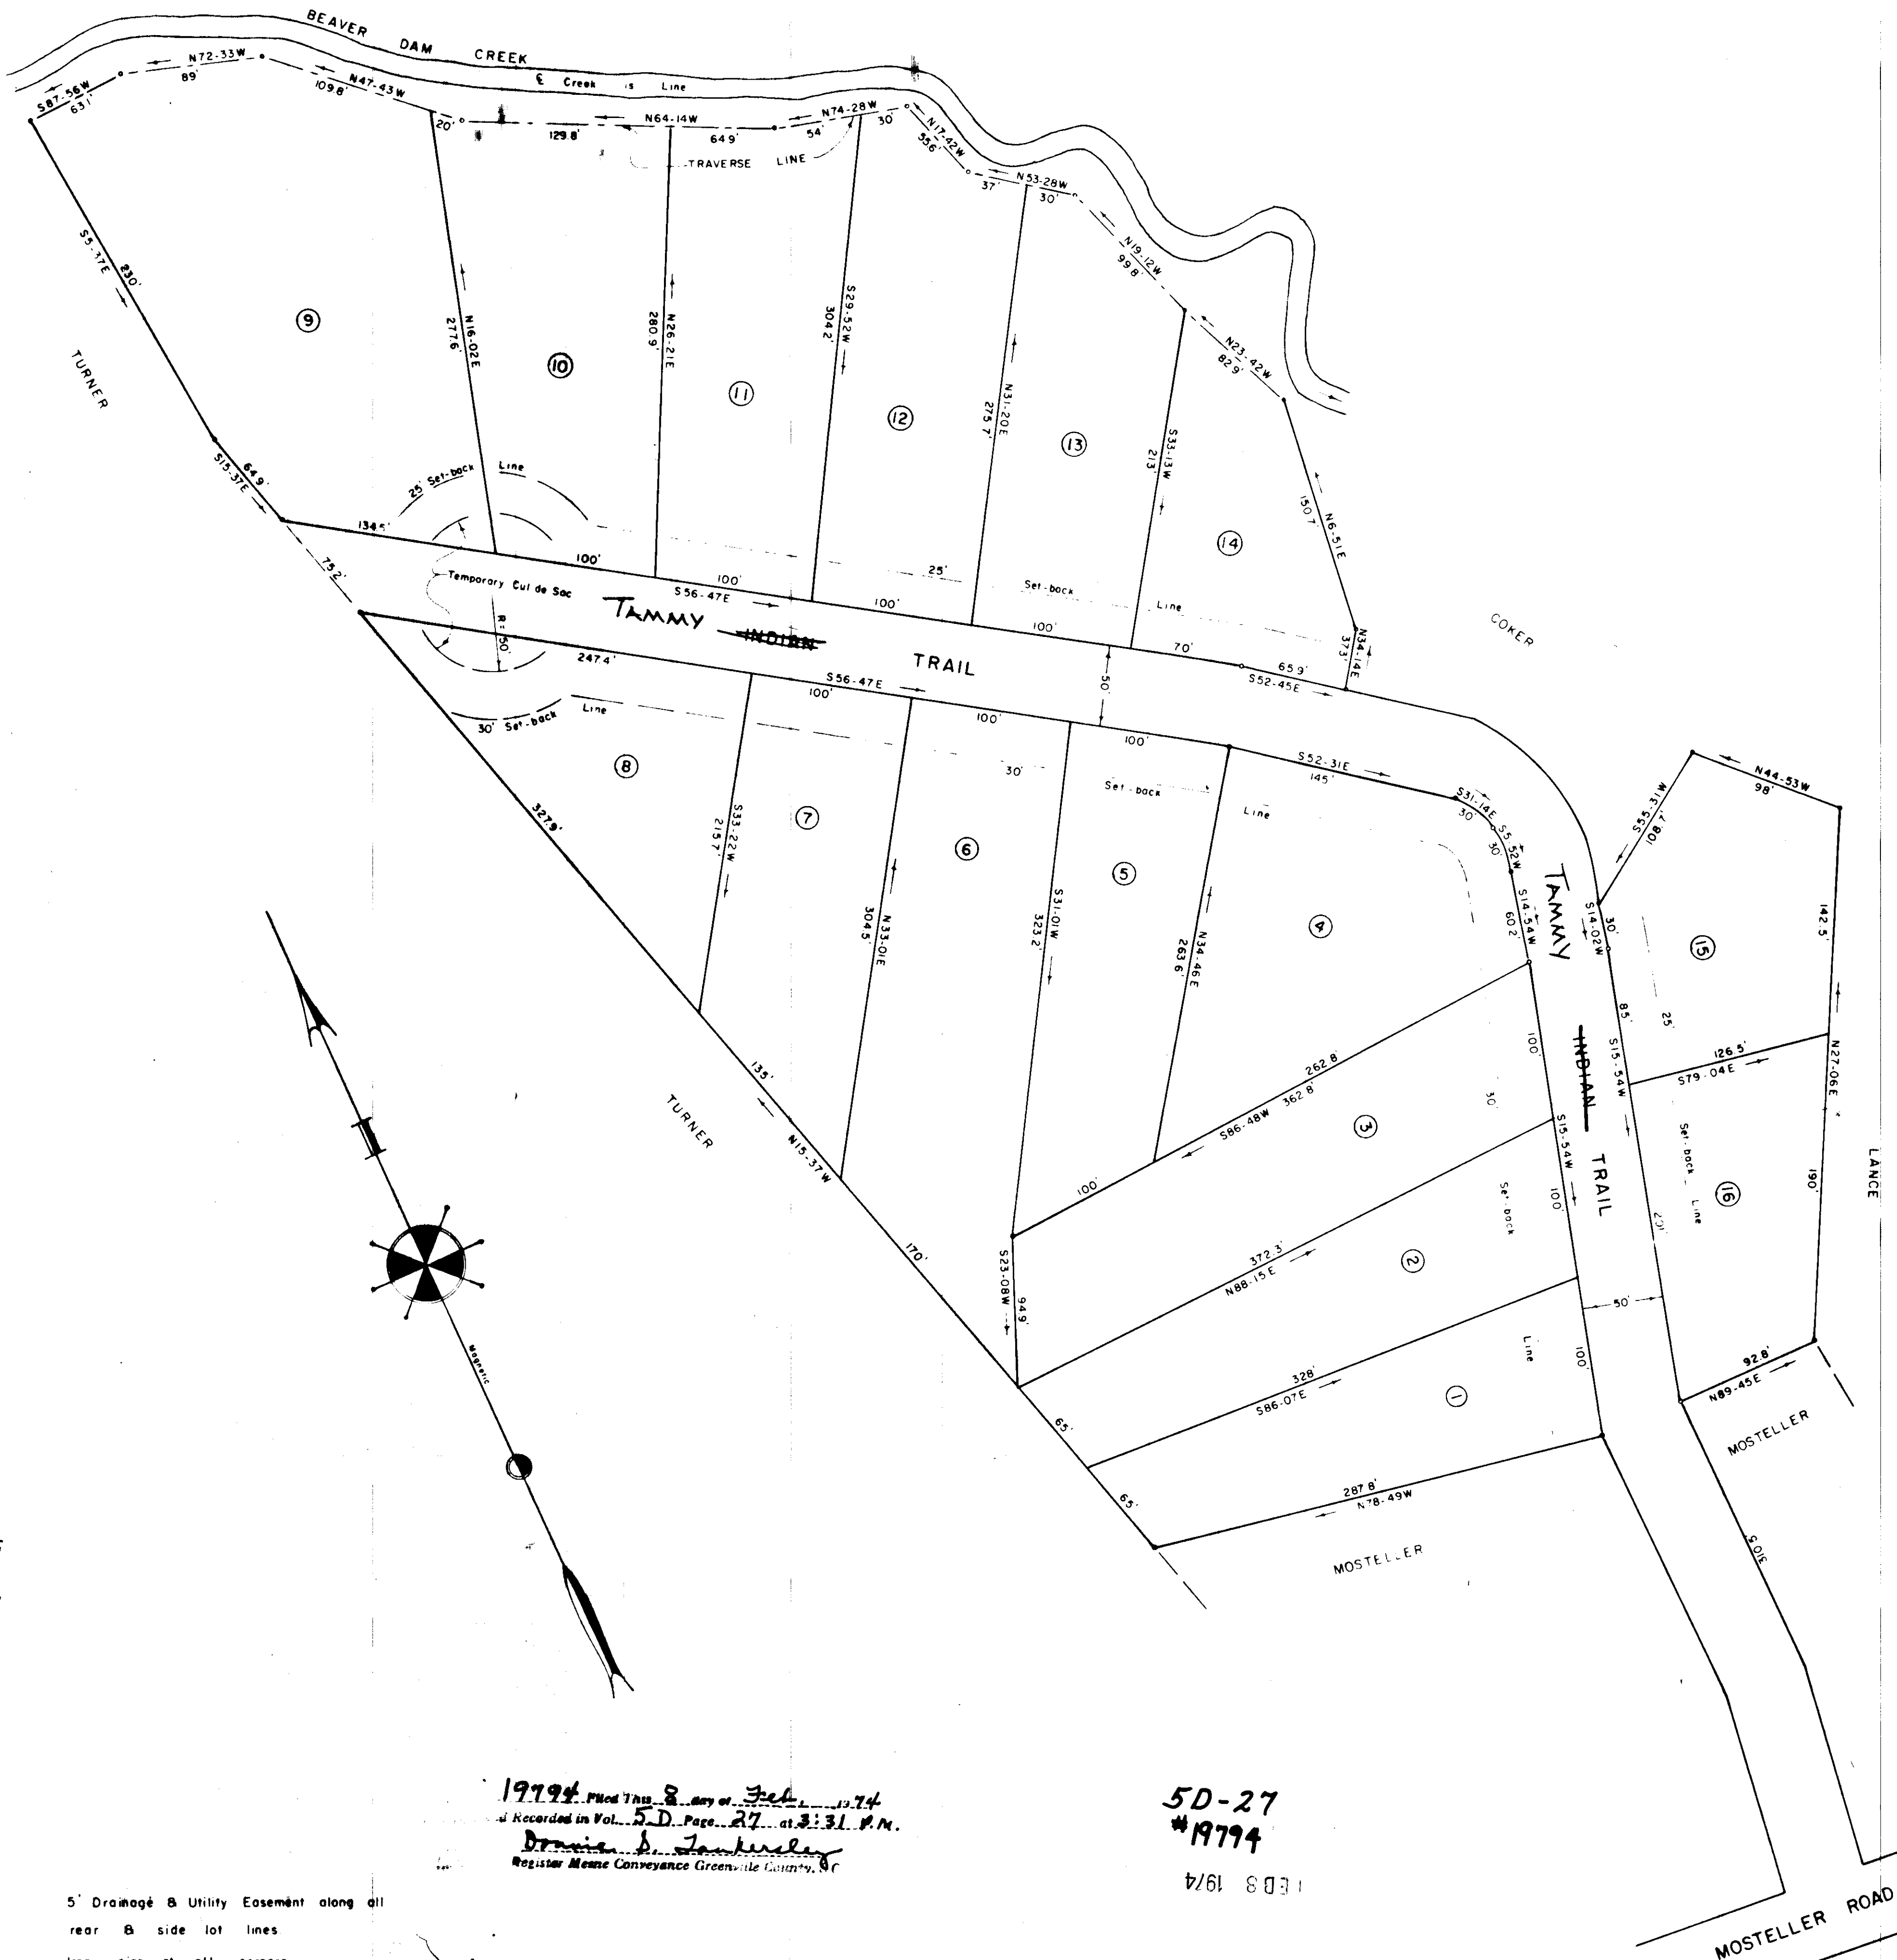 BEAVER DAM CREEK
℄ Creek is Line
S87-56W
63.1'
N72-33W
89'
N47-43W
109.8'
20'
129.8'
N64-14W
64.9'
N74-28W
54'
30'
TRAVERSE LINE
N17-42W
55.6'
N53-28W
37'
30'
N19-12W
99.8'
N23-42W
82.9'
S5-37E
230'
TURNER
S15-37E
64.9'
9
N16-02E
277.6'
10
N26-21E
280.9'
11
S29-52W
304.2'
12
N31-20E
275.7'
13
S33-13W
213'
14
N6-51E
150.7'
N34-14E
37.3'
COKER
25' Set-back Line
134.5'
100'
100'
S56-47E
100'
100'
70'
65.9'
S52-45E
25'
Set-back
Line
75.2'
Temporary Cul de Sac
R=50'
TAMMY INDIAN TRAIL
50'
247.4'
S56-47E
100'
100'
100'
S52-31E
145'
S31-14E
30'
S5-52W
30'
S14-54W
60.2'
30' Set-back Line
30'
Set-back
Line
8
S33-22W
215.7'
7
N33-01E
304.5'
6
S31-01W
323.2'
5
N34-46E
263.6'
4
327.9'
135'
N15-37W
170'
65'
65'
TURNER
262.8'
S86-48W 362.8'
100'
S23-08W
94.9'
3
372.3'
N88-15E
2
328'
S86-07E
1
287.8'
N78-49W
MOSTELLER
100'
S15-54W
100'
100'
30'
Set-back
Line
TAMMY INDIAN TRAIL
50'
S55-31W
108.7'
N44-53W
98'
S14-02W
30'
85'
S15-54W
201'
142.5'
15
25'
126.5'
S79-04E
N27-06E
190'
Set-back Line
16
LANCE
92.8'
N89-45E
MOSTELLER
310.5
MOSTELLER ROAD
Magnetic
19794 Filed This 8 day of Feb. 1974
d Recorded in Vol. 5D Page 27 at 3:31 P.M.
Donnie S. Tankersley
Register Mesne Conveyance Greenville County, S.C
5D-27
#19794
FEB 8 1974
5' Drainage & Utility Easement along all
rear & side lot lines.